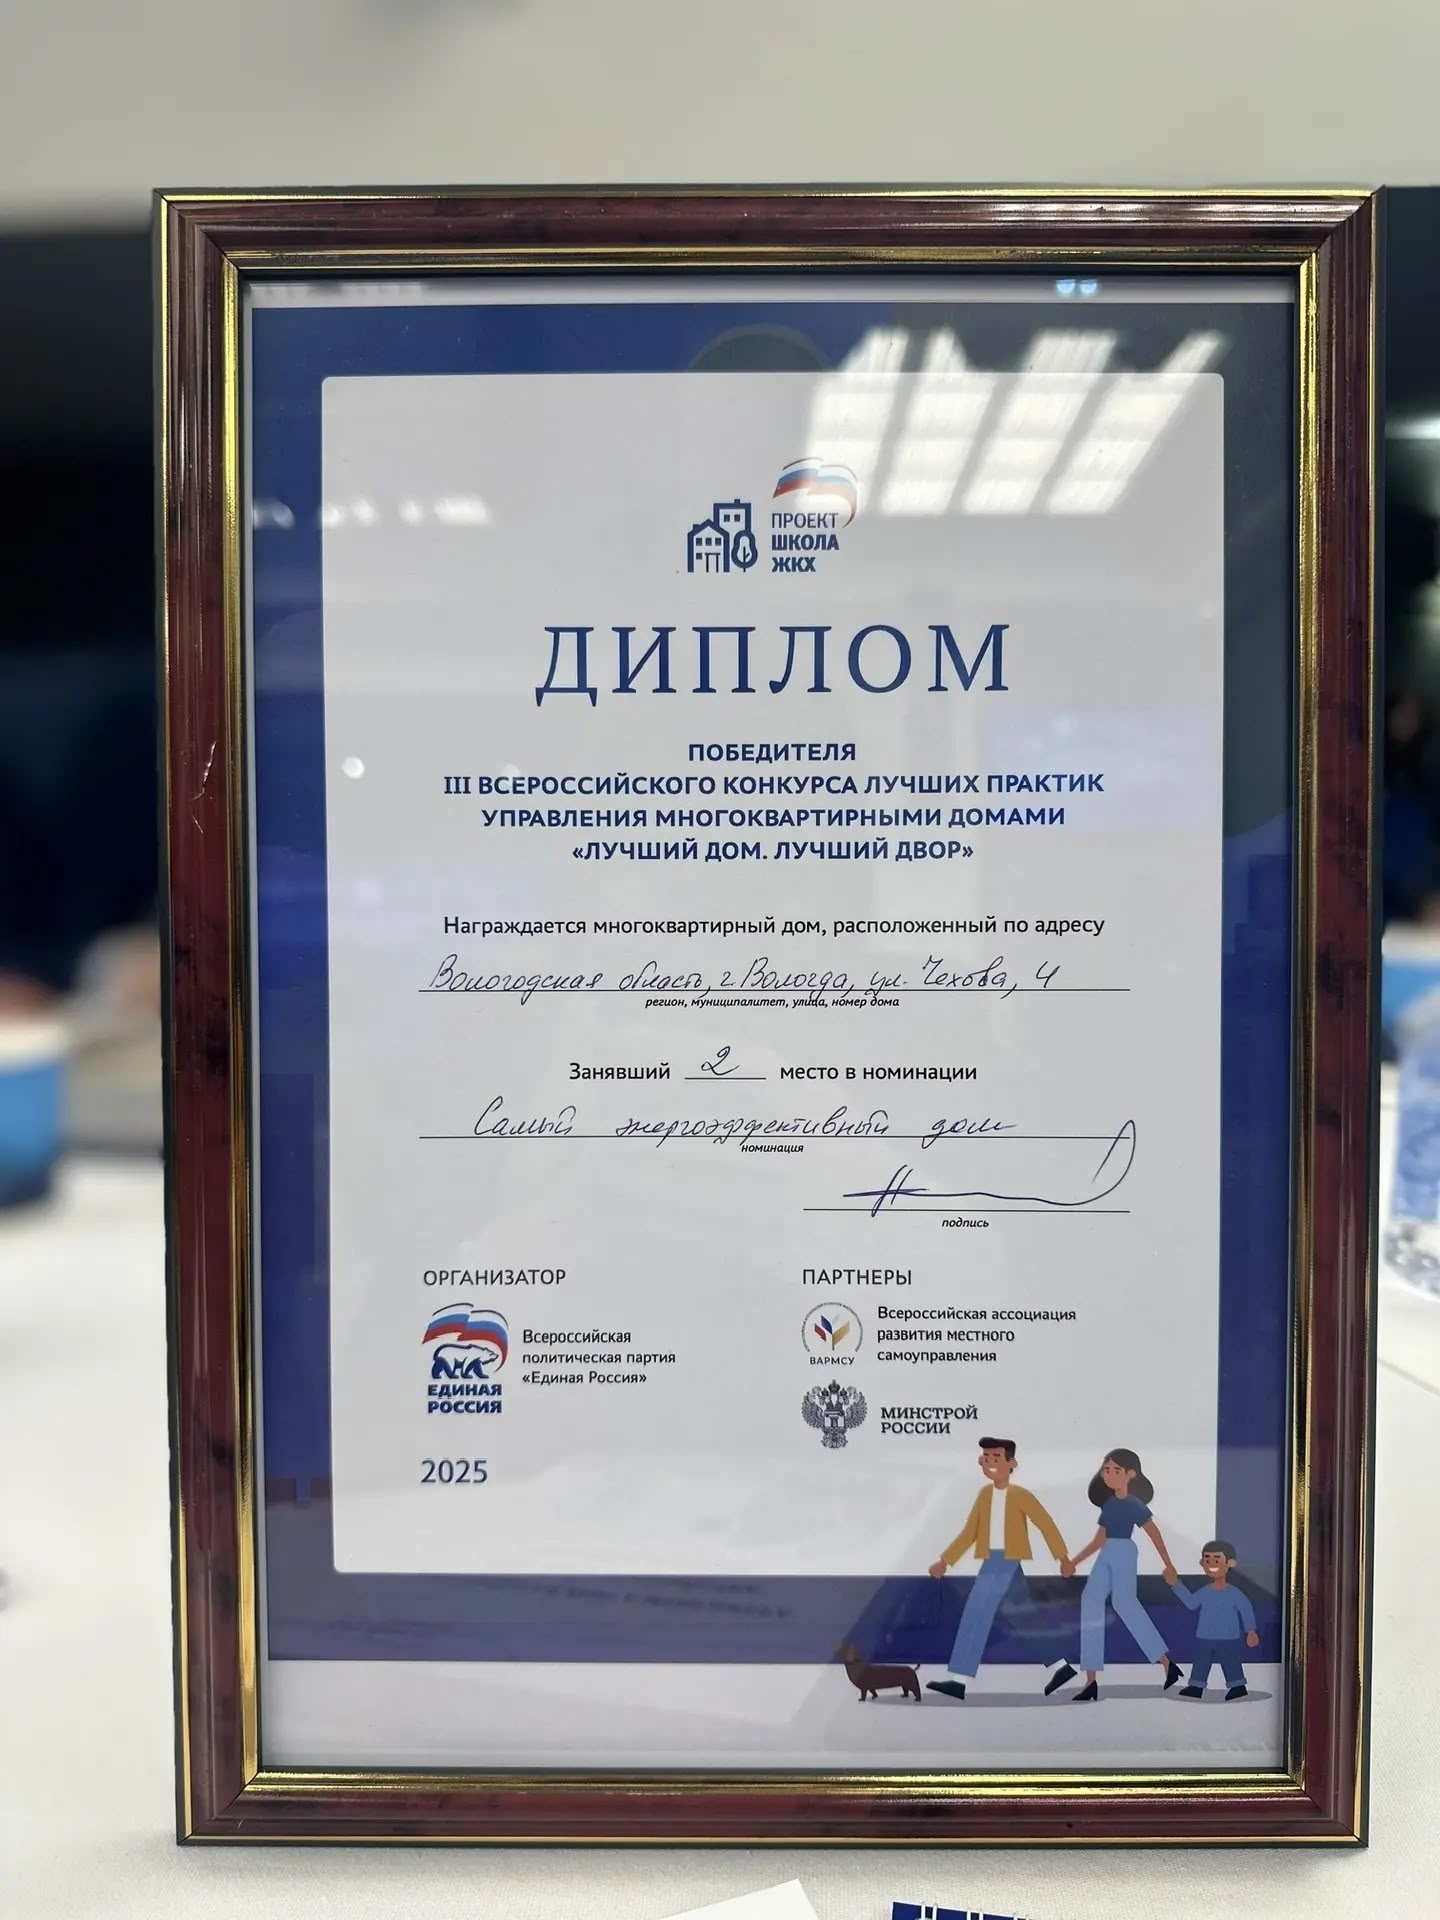 ПРОЕКТ
ШКОЛА
ЖКХ
ДИПЛОМ
ПОБЕДИТЕЛЯ
III ВСЕРОССИЙСКОГО КОНКУРСА ЛУЧШИХ ПРАКТИК
УПРАВЛЕНИЯ МНОГОКВАРТИРНЫМИ ДОМАМИ
«ЛУЧШИЙ ДОМ. ЛУЧШИЙ ДВОР»
Награждается многоквартирный дом, расположенный по адресу
Вологодская область, г. Вологда, ул. Чехова, 4
регион, муниципалитет, улица, номер дома
Занявший 2 место в номинации
Самый энергоэффективный дом
номинация
подпись
ОРГАНИЗАТОР
ЕДИНАЯ
РОССИЯ
Всероссийская
политическая партия
«Единая Россия»
2025
ПАРТНЕРЫ
ВАРМСУ
Всероссийская ассоциация
развития местного
самоуправления
МИНСТРОЙ
РОССИИ